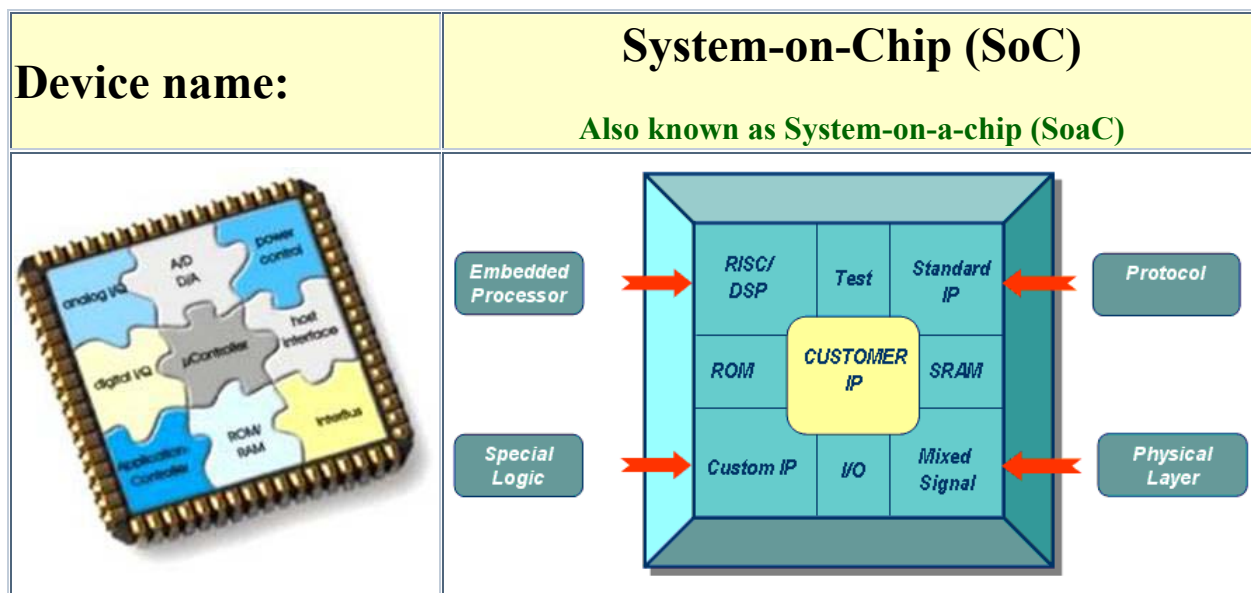 Device name:
System-on-Chip (SoC)
Also known as System-on-a-chip (SoaC)
analog I/O
A/D
D/A
power
control
digital I/O
µController
host
interface
Application-
Controller
ROM/
RAM
InterBus
Embedded
Processor
Special
Logic
RISC/
DSP
Test
Standard
IP
ROM
CUSTOMER
IP
SRAM
Custom IP
I/O
Mixed
Signal
Protocol
Physical
Layer